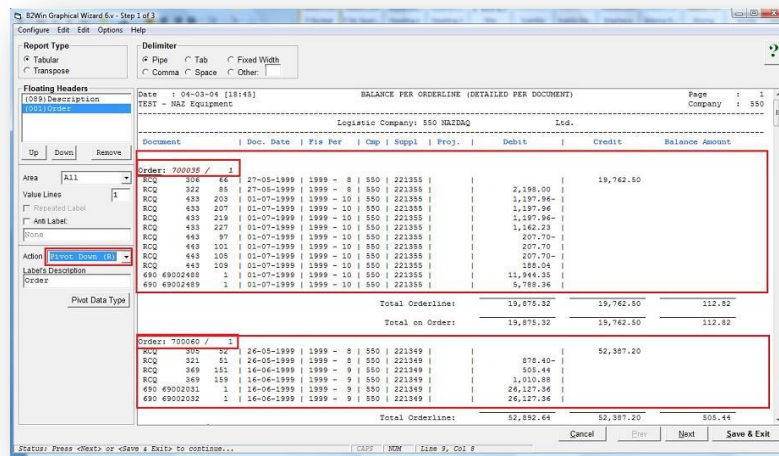 B2Win Graphical Wizard 6.v - Step 1 of 3
Configure Edit Edit Options Help
Report Type
Tabular
Transpose
Delimiter
Pipe Tab Fixed Width
Comma Space Other:
?
Floating Headers
(089)Description
(001)Order
Up Down Remove
Area All
Value Lines 1
Repeated Label
Anti Label:
None
Action Pivot Down (R)
Label's Description
Order
Pivot Data Type
Date : 04-03-04 [18:45] BALANCE PER ORDERLINE (DETAILED PER DOCUMENT) Page : 1
TEST - NAZ Equipment Company : 550
Logistic Company: 550 NAZDAQ Ltd.
Document | Doc. Date | Fis Per | Cmp | Suppl | Proj. | Debit | Credit Balance Amount
Order: 700035 / 1
RCQ 306 66 | 27-05-1999 | 1999 - 8 | 550 | 221355 | | | 19,762.50
RCQ 322 85 | 27-05-1999 | 1999 - 8 | 550 | 221355 | | 2,198.00 |
RCQ 433 203 | 01-07-1999 | 1999 - 10 | 550 | 221355 | | 1,197.96- |
RCQ 433 207 | 01-07-1999 | 1999 - 10 | 550 | 221355 | | 1,197.96 |
RCQ 433 219 | 01-07-1999 | 1999 - 10 | 550 | 221355 | | 1,197.96- |
RCQ 433 227 | 01-07-1999 | 1999 - 10 | 550 | 221355 | | 1,162.23 |
RCQ 443 97 | 01-07-1999 | 1999 - 10 | 550 | 221355 | | 207.70- |
RCQ 443 101 | 01-07-1999 | 1999 - 10 | 550 | 221355 | | 207.70 |
RCQ 443 105 | 01-07-1999 | 1999 - 10 | 550 | 221355 | | 207.70- |
RCQ 443 109 | 01-07-1999 | 1999 - 10 | 550 | 221355 | | 188.04 |
690 69002488 1 | 01-07-1999 | 1999 - 10 | 550 | 221355 | | 11,944.35 |
690 69002489 1 | 01-07-1999 | 1999 - 10 | 550 | 221355 | | 5,788.36 |
Total Orderline: 19,875.32 19,762.50 112.82
Total on Order: 19,875.32 19,762.50 112.82
Order: 700060 / 1
RCQ 305 52 | 26-05-1999 | 1999 - 8 | 550 | 221349 | | | 52,387.20
RCQ 321 51 | 26-05-1999 | 1999 - 8 | 550 | 221349 | | 878.40- |
RCQ 369 151 | 16-06-1999 | 1999 - 9 | 550 | 221349 | | 505.44 |
RCQ 369 159 | 16-06-1999 | 1999 - 9 | 550 | 221349 | | 1,010.88 |
690 69002031 1 | 16-06-1999 | 1999 - 9 | 550 | 221349 | | 26,127.36 |
690 69002032 1 | 16-06-1999 | 1999 - 9 | 550 | 221349 | | 26,127.36 |
Total Orderline: 52,892.64 52,387.20 505.44
Cancel Prev Next Save & Exit
Status: Press <Next> or <Save & Exit> to continue... CAPS NUM Line 9, Col 8